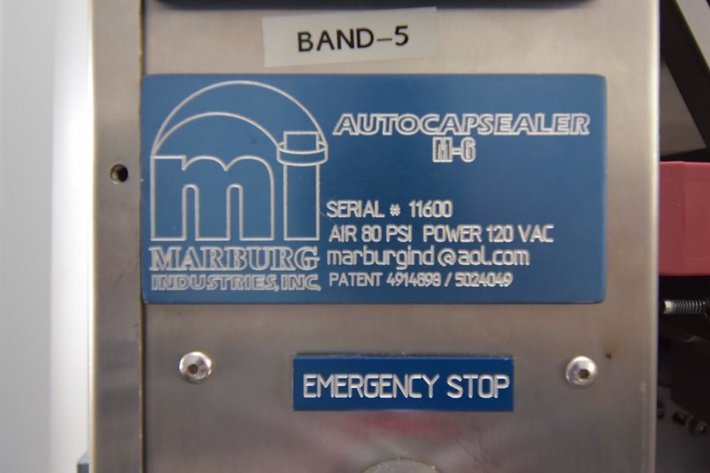 BAND-5
AUTOCAPSEALER
M-6
mi
SERIAL # 11600
AIR 80 PSI POWER 120 VAC
MARBURG
marburgind@aol.com
INDUSTRIES, INC.
PATENT 4914898 / 5024049
EMERGENCY STOP